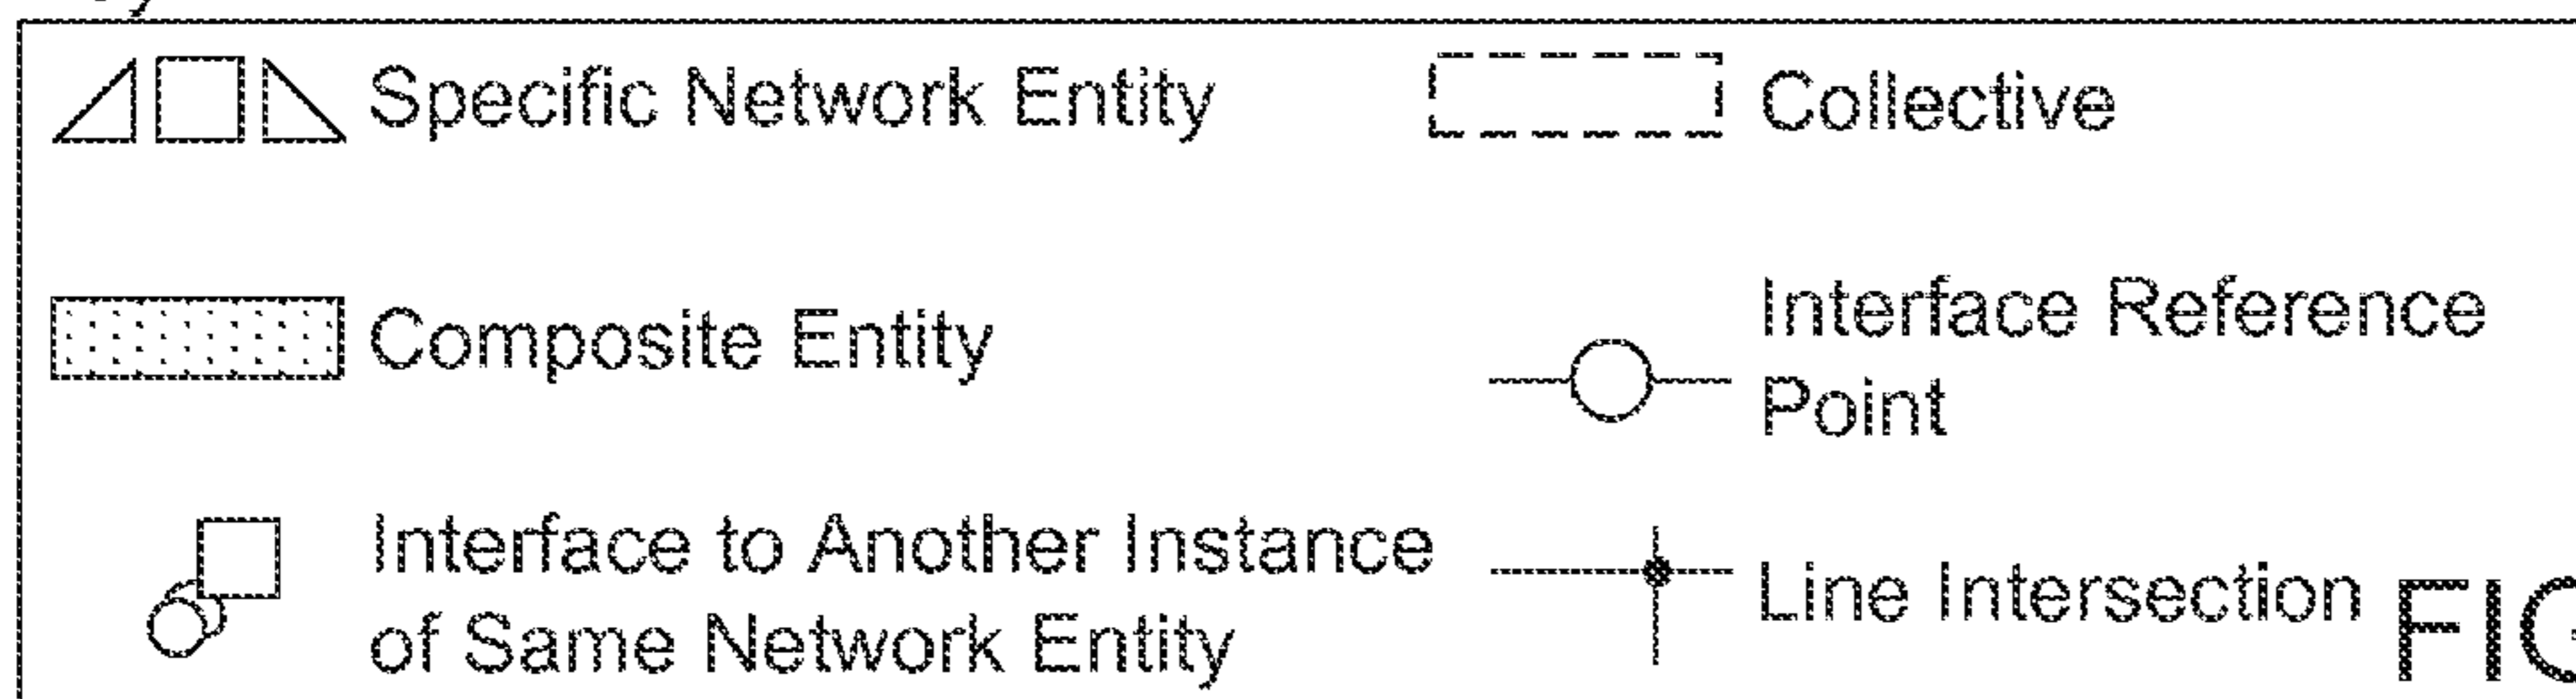 Specific Network Entity
Collective
Composite Entity
Interface Reference
Point
Interface to Another Instance
of Same Network Entity
Line Intersection